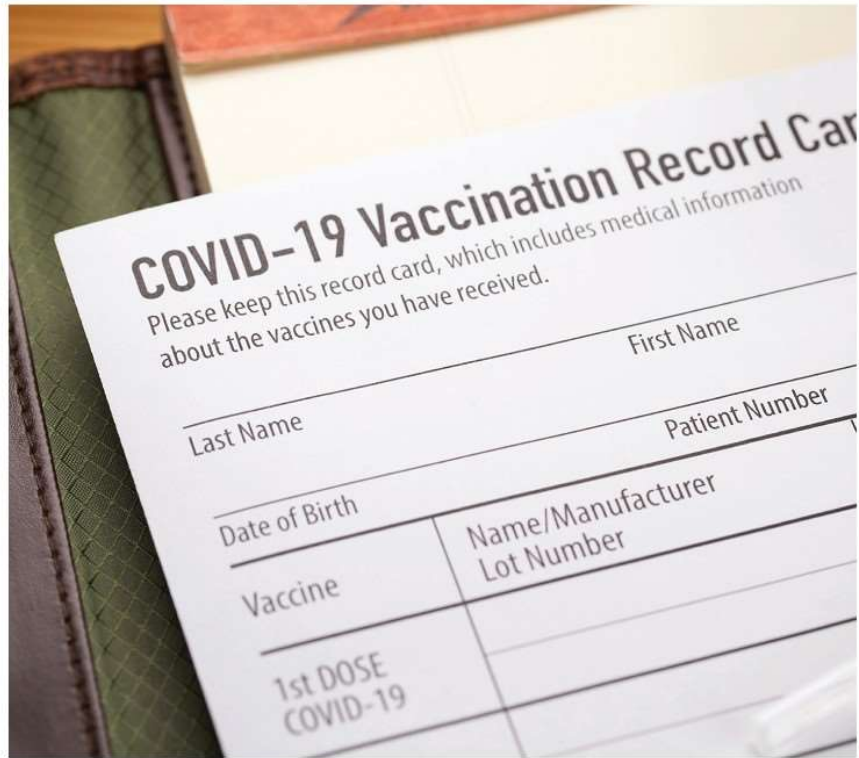 COVID-19 Vaccination Record Car
Please keep this record card, which includes medical information
about the vaccines you have received.
Last Name First Name
Date of Birth Patient Number
Vaccine Name/Manufacturer
Lot Number
1st DOSE
COVID-19